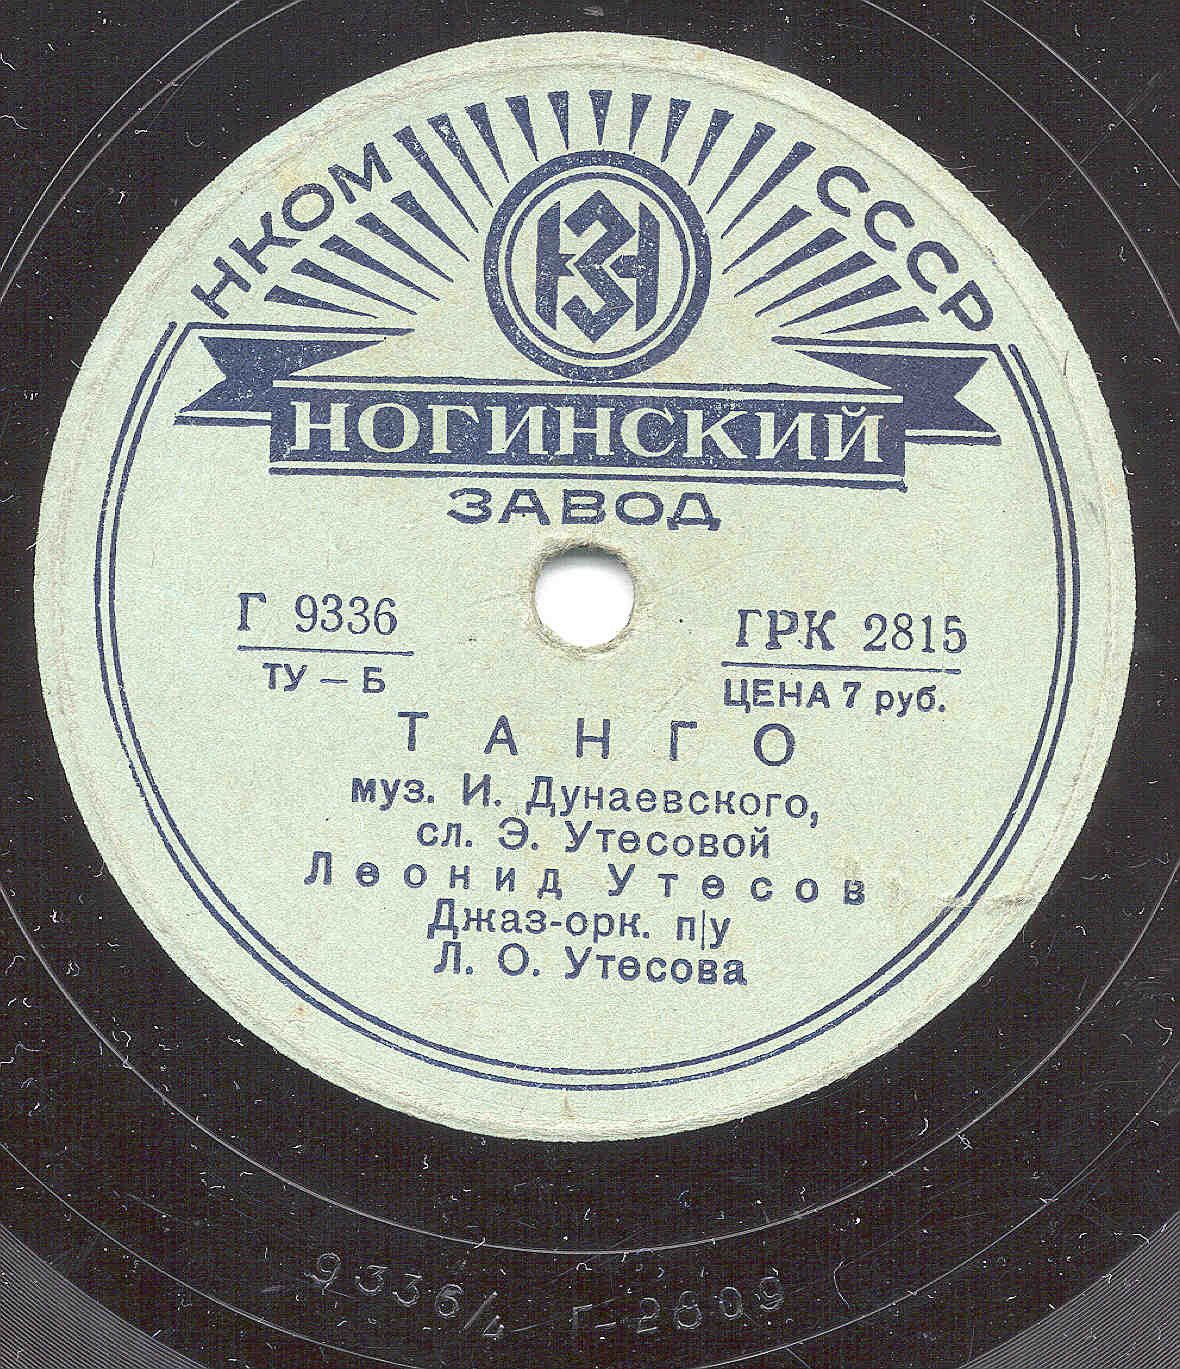 НКОМ СССР
НЗН
НОГИНСКИЙ
ЗАВОД
Г 9336
ТУ – Б
ГРК 2815
ЦЕНА 7 руб.
ТАНГО
муз. И. Дунаевского,
сл. Э. Утесовой
Леонид Утесов
Джаз-орк. п/у
Л. О. Утесова
9336/4 Г-2809